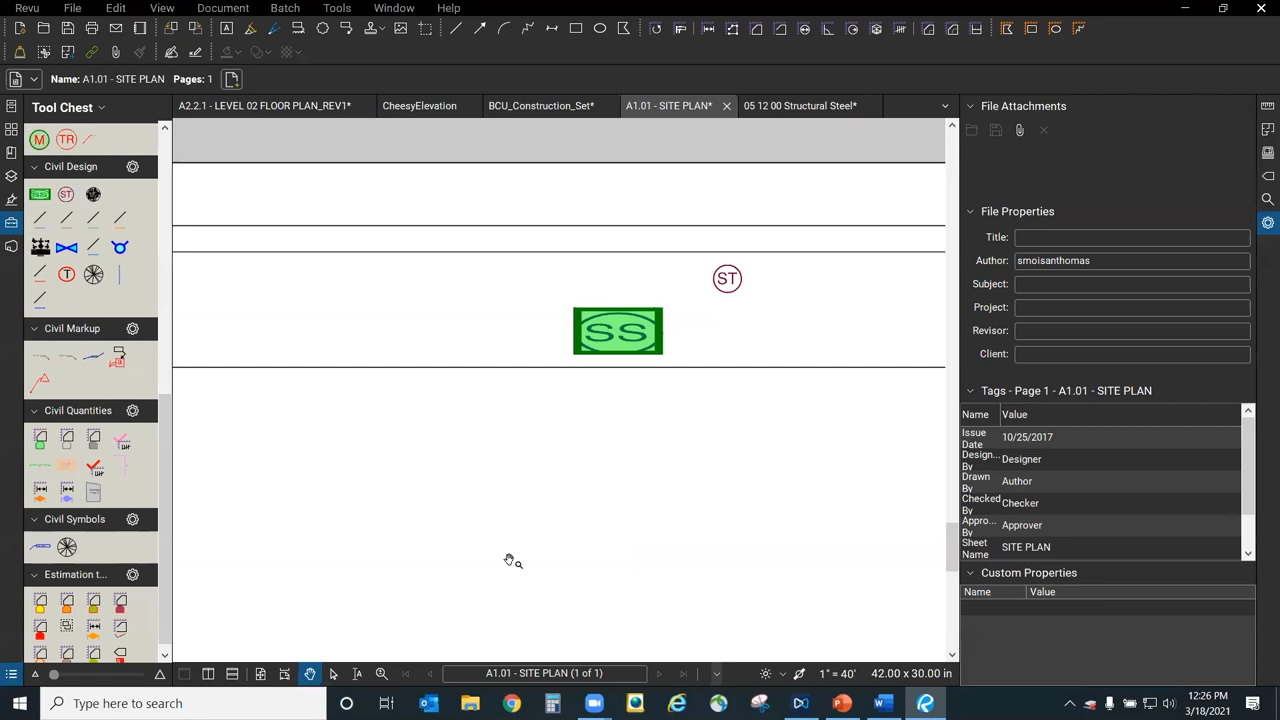 Revu File Edit View Document Batch Tools Window Help
Name: A1.01 - SITE PLAN Pages: 1
Tool Chest
A2.2.1 - LEVEL 02 FLOOR PLAN_REV1* CheesyElevation BCU_Construction_Set* A1.01 - SITE PLAN* 05 12 00 Structural Steel*
File Attachments
M TR
Civil Design
SS ST
T
Civil Markup
Civil Quantities
Civil Symbols
Estimation t...
ST
SS
File Properties
Title:
Author: smoisanthomas
Subject:
Project:
Revisor:
Client:
Tags - Page 1 - A1.01 - SITE PLAN
Name Value
Issue Date 10/25/2017
Design... By Designer
Drawn By Author
Checked By Checker
Appro... By Approver
Sheet Name SITE PLAN
Custom Properties
Name Value
A1.01 - SITE PLAN (1 of 1)
1" = 40' 42.00 x 30.00 in
Type here to search
12:26 PM
3/18/2021